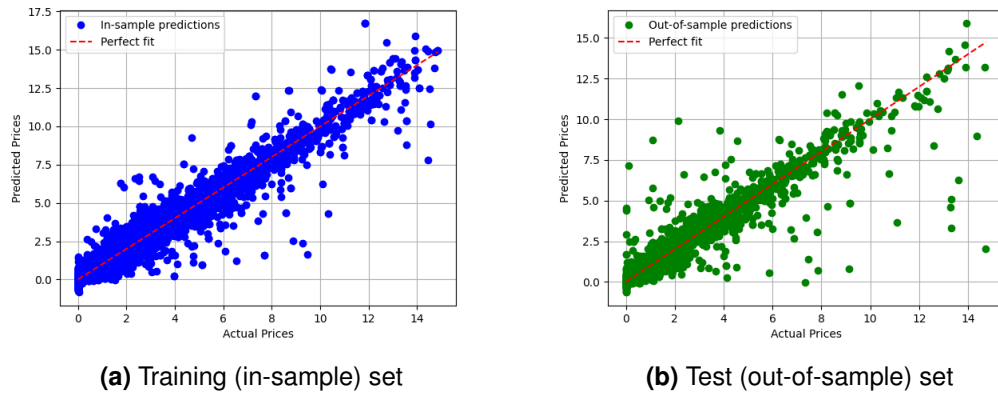 In-sample predictions
Perfect fit
17.5
15.0
12.5
10.0
7.5
5.0
2.5
0.0
Predicted Prices
0 2 4 6 8 10 12 14
Actual Prices
(a) Training (in-sample) set
Out-of-sample predictions
Perfect fit
15.0
12.5
10.0
7.5
5.0
2.5
0.0
Predicted Prices
0 2 4 6 8 10 12 14
Actual Prices
(b) Test (out-of-sample) set